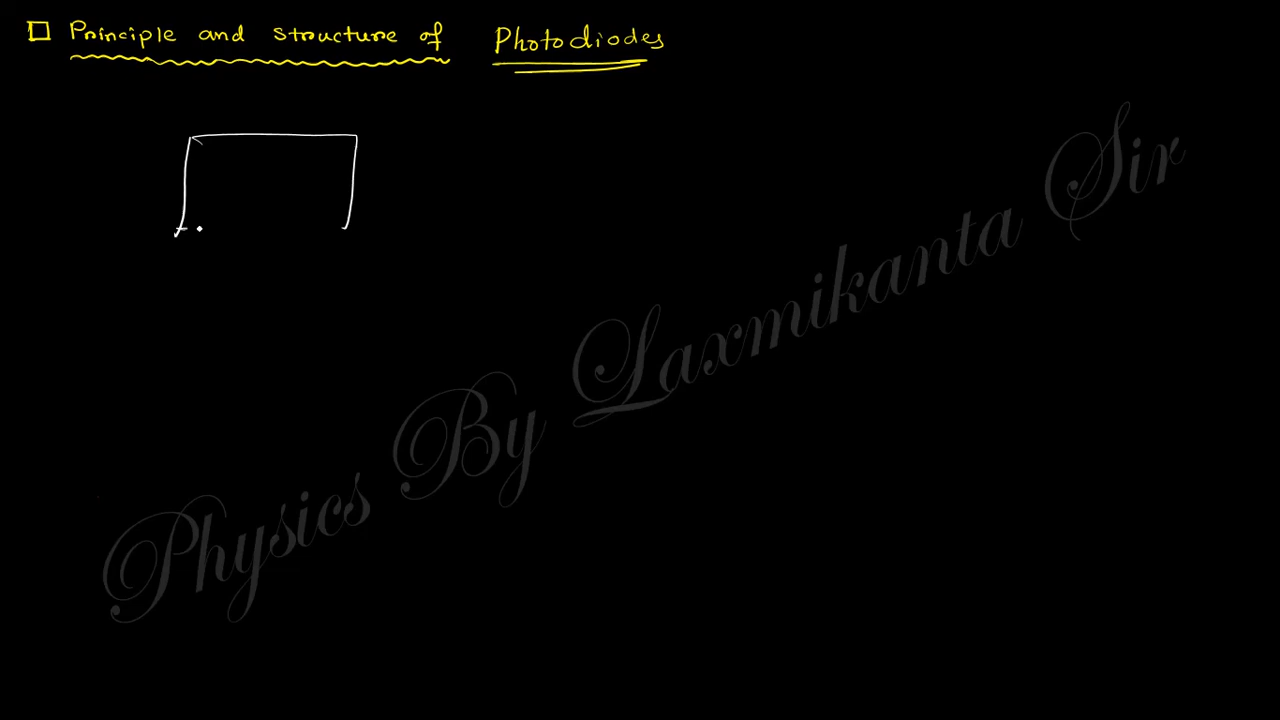 Principle and structure of Photodiodes
Physics By Laxmikanta Sir